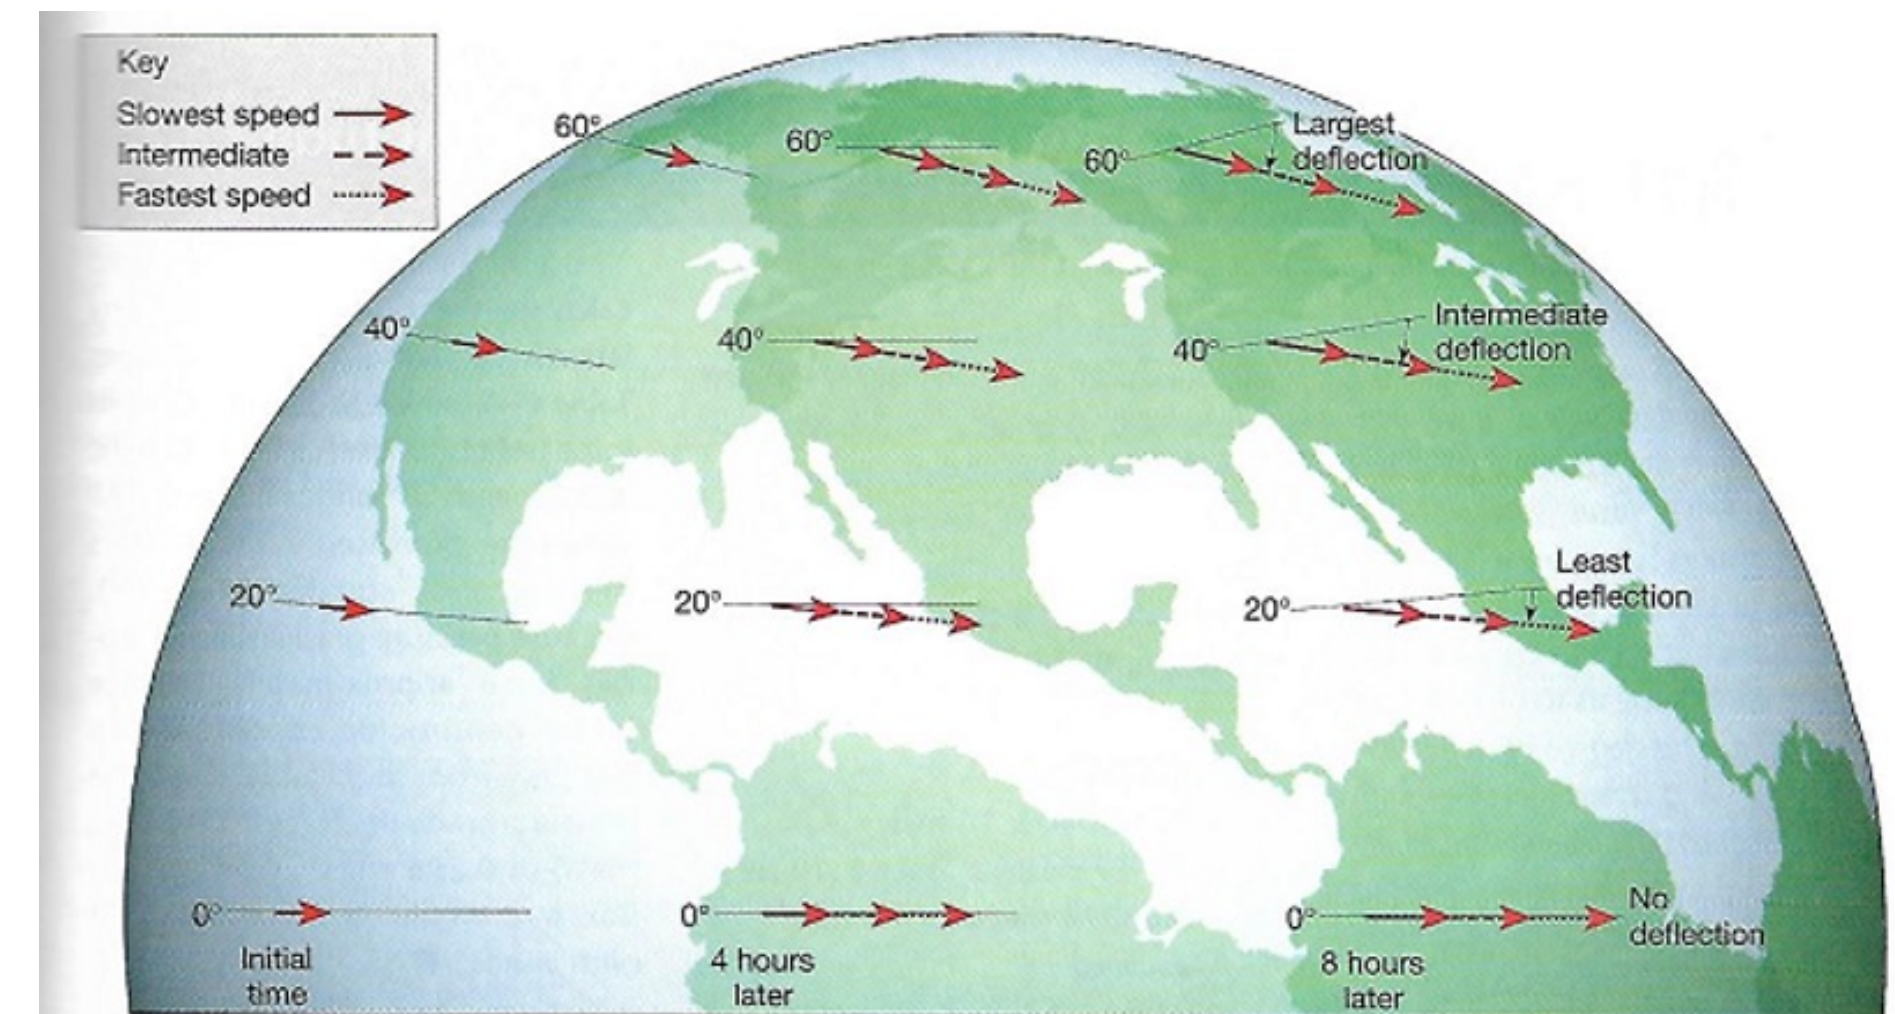 Key
Slowest speed
Intermediate
Fastest speed
60°
60°
60°
Largest
deflection
40°
40°
40°
Intermediate
deflection
20°
20°
20°
Least
deflection
0°
0°
0°
No
deflection
Initial
time
4 hours
later
8 hours
later